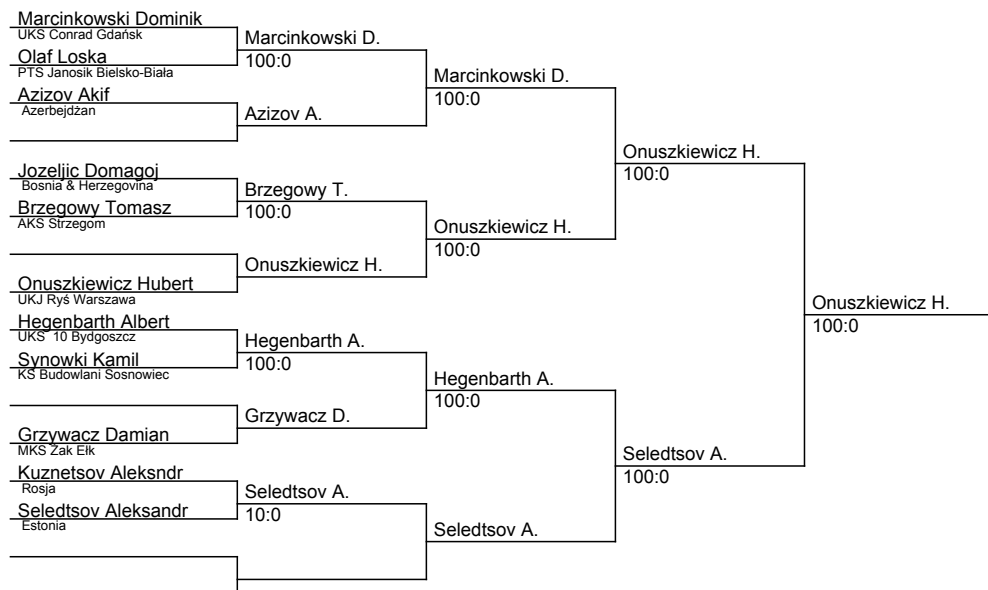 Marcinkowski Dominik
UKS Conrad Gdańsk
Olaf Loska
PTS Janosik Bielsko-Biała
Azizov Akif
Azerbejdżan
Jozeljic Domagoj
Bosnia & Herzegovina
Brzegowy Tomasz
AKS Strzegom
Onuszkiewicz Hubert
UKJ Ryś Warszawa
Hegenbarth Albert
UKS 10 Bydgoszcz
Synowki Kamil
KS Budowlani Sosnowiec
Grzywacz Damian
MKS Żak Ełk
Kuznetsov Aleksndr
Rosja
Seledtsov Aleksandr
Estonia
Marcinkowski D.
100:0
Azizov A.
Brzegowy T.
100:0
Onuszkiewicz H.
Hegenbarth A.
100:0
Grzywacz D.
Seledtsov A.
10:0
Marcinkowski D.
100:0
Onuszkiewicz H.
100:0
Hegenbarth A.
100:0
Seledtsov A.
Onuszkiewicz H.
100:0
Seledtsov A.
100:0
Onuszkiewicz H.
100:0